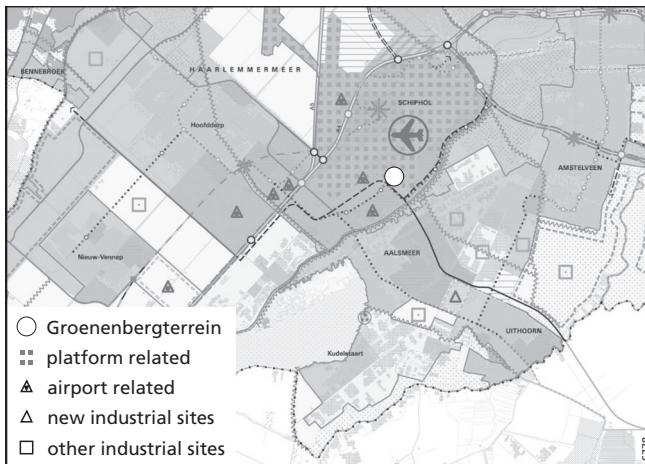 BENNEBROEK
HAARLEMMERMEER
A5
SCHIPHOL
Hoofddorp
AMSTELVEEN
Nieuw-Vennep
AALSMEER
UITHOORN
Kudelstaart
Groenenbergterrein
platform related
airport related
new industrial sites
other industrial sites